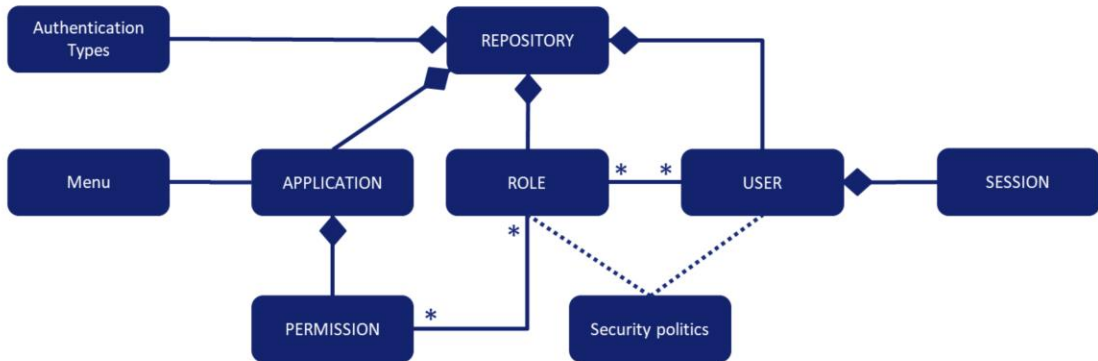 Authentication
Types
REPOSITORY
Menu
APPLICATION
ROLE
*
*
USER
SESSION
*
PERMISSION
*
Security politics